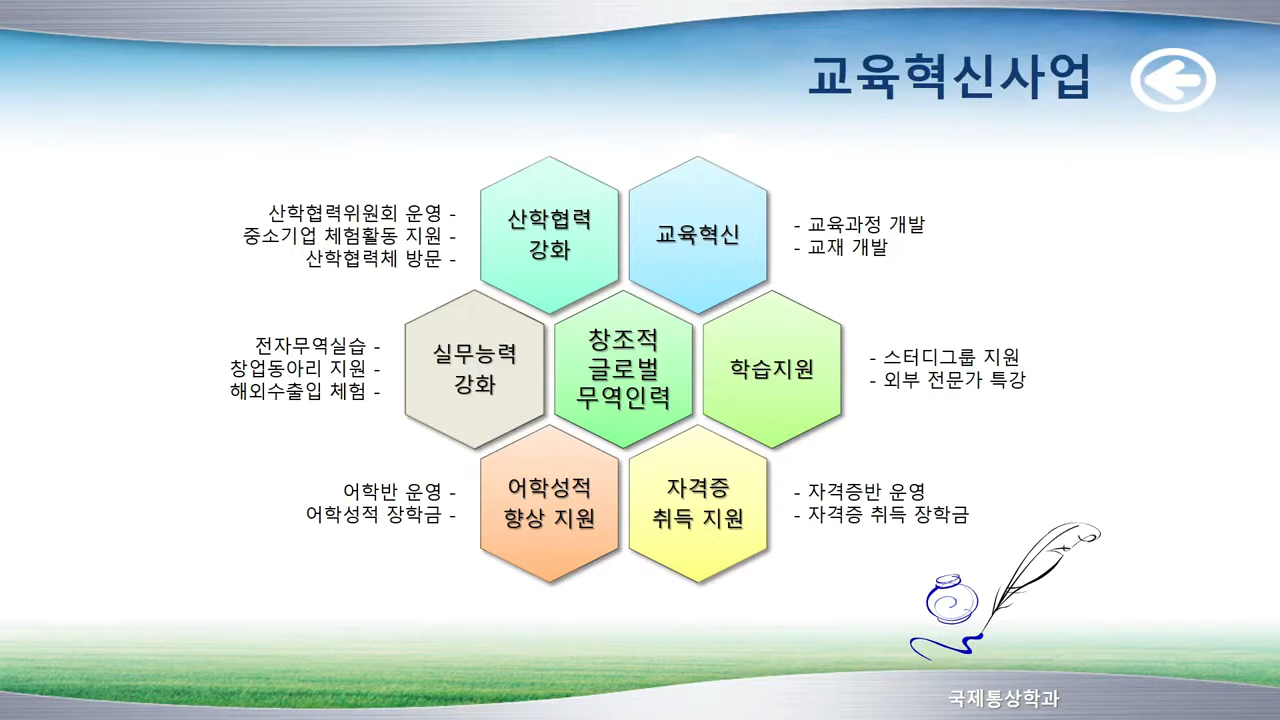 교육혁신사업
산학협력위원회 운영 -
중소기업 체험활동 지원 -
산학협력체 방문 -
산학협력
강화
교육혁신
- 교육과정 개발
- 교재 개발
전자무역실습 -
창업동아리 지원 -
해외수출입 체험 -
실무능력
강화
창조적
글로벌
무역인력
학습지원
- 스터디그룹 지원
- 외부 전문가 특강
어학반 운영 -
어학성적 장학금 -
어학성적
향상 지원
자격증
취득 지원
- 자격증반 운영
- 자격증 취득 장학금
국제통상학과